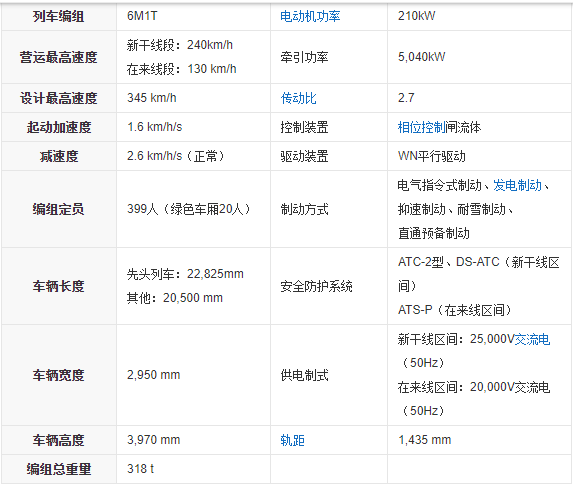 列车编组 6M1T 电动机功率 210kW
营运最高速度 新干线段：240km/h
在来线段：130 km/h 牵引功率 5,040kW
设计最高速度 345 km/h 传动比 2.7
起动加速度 1.6 km/h/s 控制装置 相位控制闸流体
减速度 2.6 km/h/s（正常） 驱动装置 WN平行驱动
编组定员 399人（绿色车厢20人） 制动方式 电气指令式制动、发电制动、
抑速制动、耐雪制动、
直通预备制动
车辆长度 先头列车：22,825mm
其他：20,500 mm 安全防护系统 ATC-2型、DS-ATC（新干线区
间）
ATS-P（在来线区间）
车辆宽度 2,950 mm 供电制式 新干线区间：25,000V交流电
（50Hz）
在来线区间：20,000V交流电
（50Hz）
车辆高度 3,970 mm 轨距 1,435 mm
编组总重量 318 t